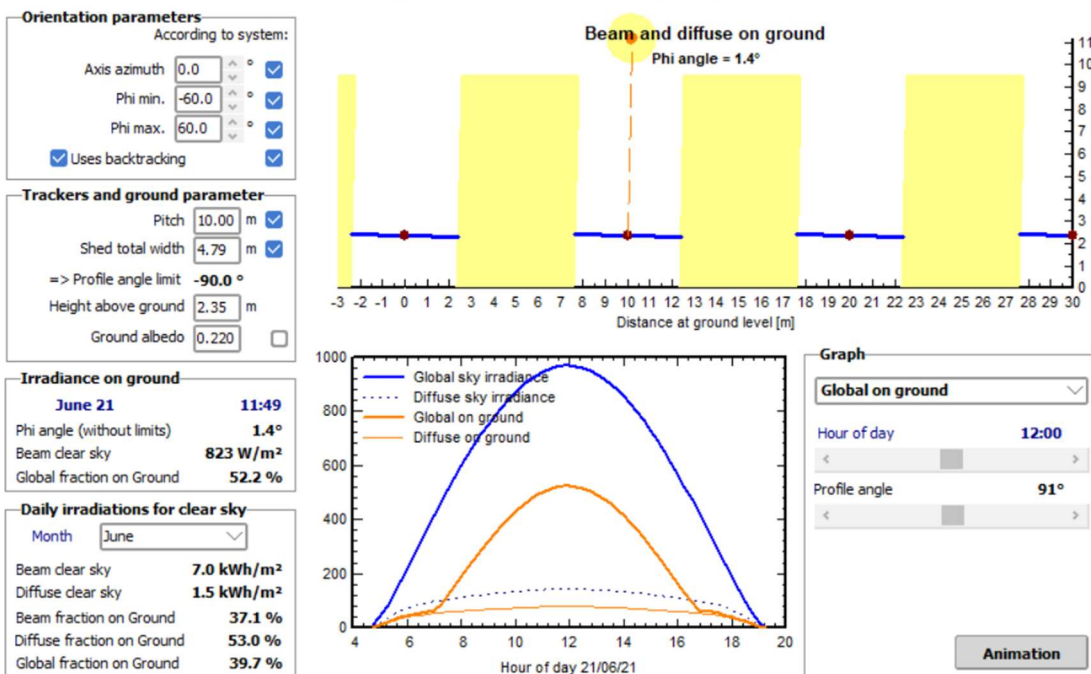 Orientation parameters
According to system:
Axis azimuth 0.0 °
Phi min. -60.0 °
Phi max. 60.0 °
Uses backtracking
Trackers and ground parameter
Pitch 10.00 m
Shed total width 4.79 m
=> Profile angle limit -90.0 °
Height above ground 2.35 m
Ground albedo 0.220
Irradiance on ground
June 21 11:49
Phi angle (without limits) 1.4°
Beam clear sky 823 W/m²
Global fraction on Ground 52.2 %
Daily irradiations for clear sky
Month June
Beam clear sky 7.0 kWh/m²
Diffuse clear sky 1.5 kWh/m²
Beam fraction on Ground 37.1 %
Diffuse fraction on Ground 53.0 %
Global fraction on Ground 39.7 %
Beam and diffuse on ground
Phi angle = 1.4°
11
10
9
8
7
6
5
4
3
2
1
0
-3 -2 -1 0 1 2 3 4 5 6 7 8 9 10 11 12 13 14 15 16 17 18 19 20 21 22 23 24 25 26 27 28 29 30
Distance at ground level [m]
1000
800
600
400
200
0
Global sky irradiance
Diffuse sky irradiance
Global on ground
Diffuse on ground
4 6 8 10 12 14 16 18 20
Hour of day 21/06/21
Graph
Global on ground
Hour of day 12:00
Profile angle 91°
Animation